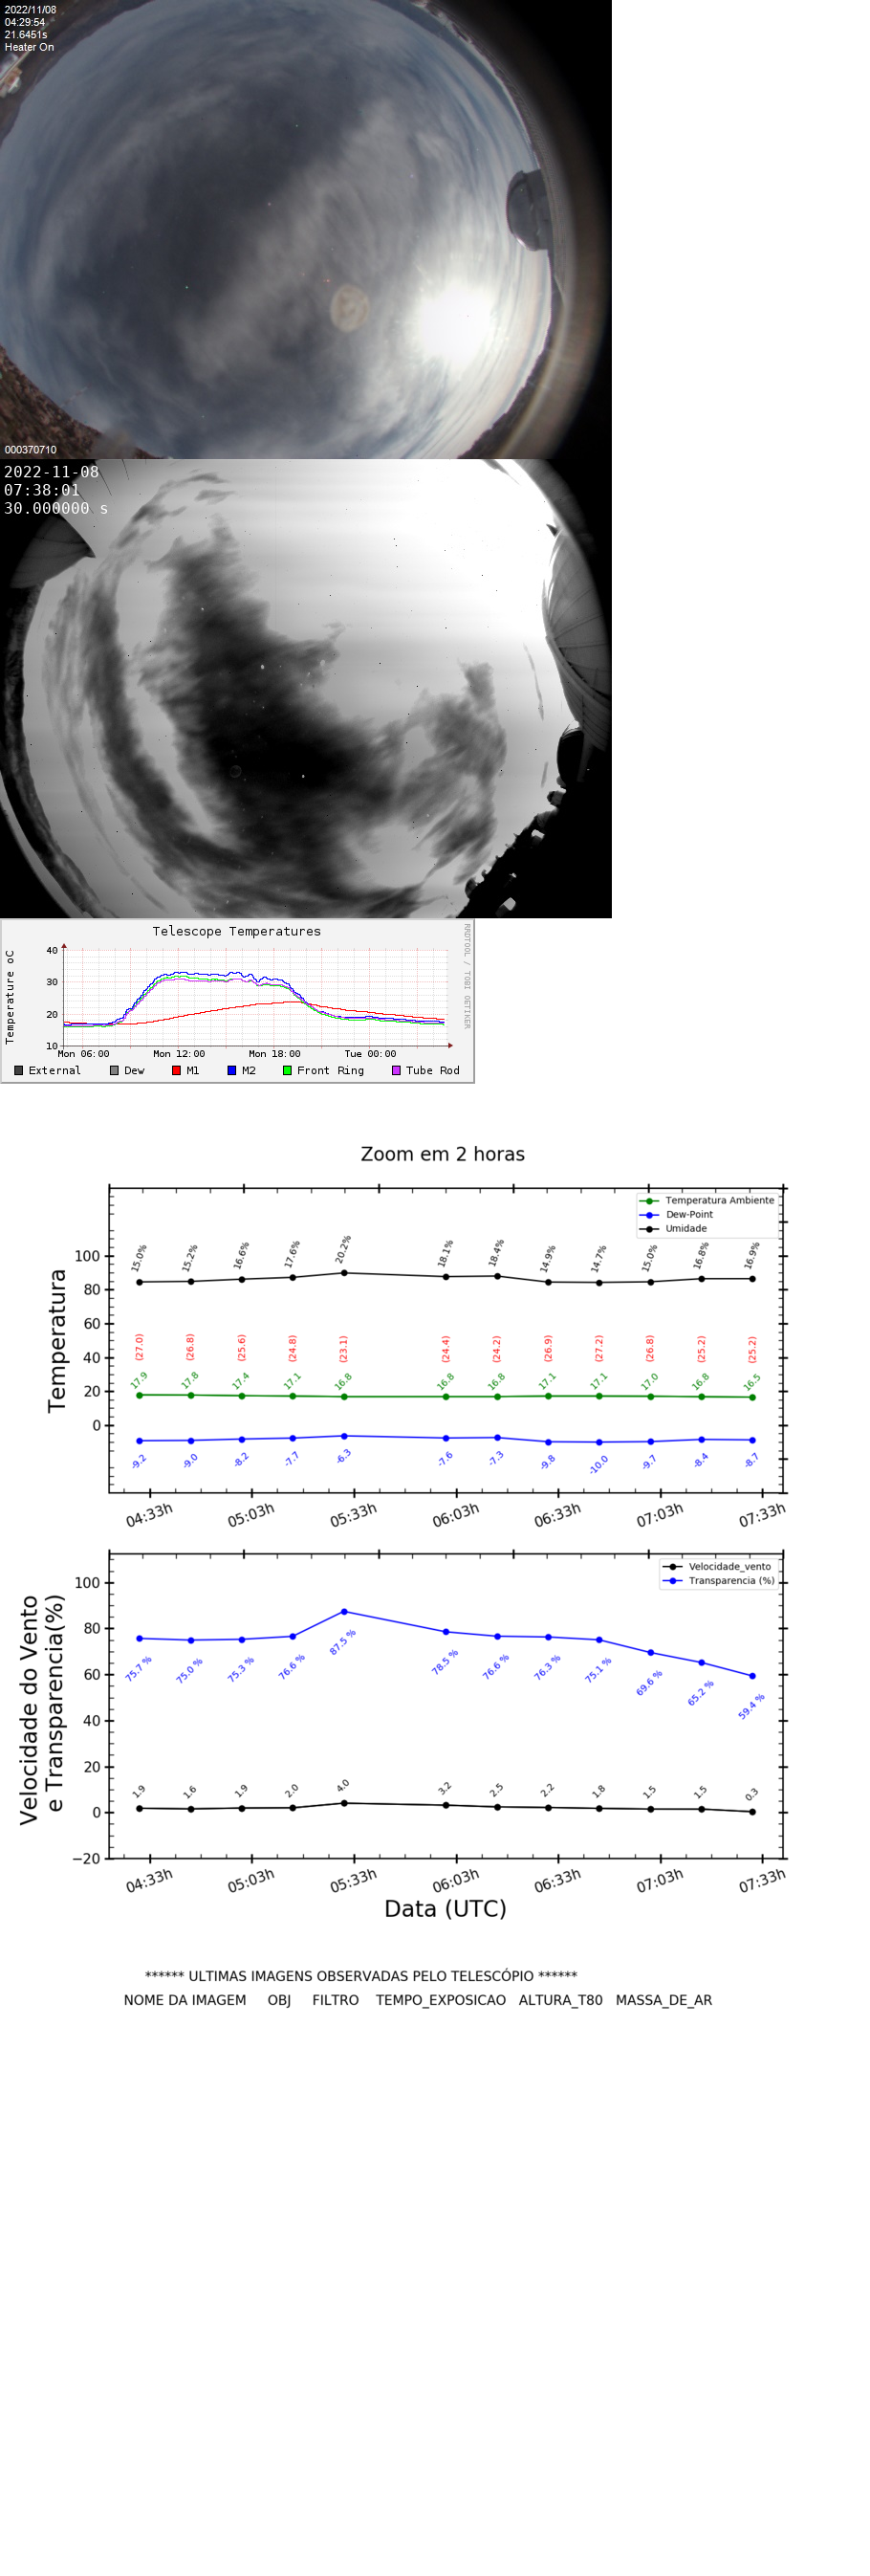 2022/11/08
04:29:54
21.6451s
Heater On
000370710
2022-11-08
07:38:01
30.000000 s
Telescope Temperatures
RRDTOOL / TOBI OETIKER
Temperature oC
40
30
20
10
Mon 06:00 Mon 12:00 Mon 18:00 Tue 00:00
External Dew M1 M2 Front Ring Tube Rod
Zoom em 2 horas
Temperatura Ambiente
Dew-Point
Umidade
Temperatura
100
80
60
40
20
0
15.0% 15.2% 16.6% 17.6% 20.2% 18.1% 18.4% 14.9% 14.7% 15.0% 16.8% 16.9%
(27.0) (26.8) (25.6) (24.8) (23.1) (24.4) (24.2) (26.9) (27.2) (26.8) (25.2) (25.2)
17.9 17.8 17.4 17.1 16.8 16.8 16.8 17.1 17.1 17.0 16.8 16.5
-9.2 -9.0 -8.2 -7.7 -6.3 -7.6 -7.3 -9.8 -10.0 -9.7 -8.4 -8.7
04:33h 05:03h 05:33h 06:03h 06:33h 07:03h 07:33h
Velocidade_vento
Transparencia (%)
Velocidade do Vento
e Transparencia(%)
100
80
60
40
20
0
−20
75.7 % 75.0 % 75.3 % 76.6 % 87.5 % 78.5 % 76.6 % 76.3 % 75.1 % 69.6 % 65.2 % 59.4 %
1.9 1.6 1.9 2.0 4.0 3.2 2.5 2.2 1.8 1.5 1.5 0.3
04:33h 05:03h 05:33h 06:03h 06:33h 07:03h 07:33h
Data (UTC)
****** ULTIMAS IMAGENS OBSERVADAS PELO TELESCÓPIO ******
NOME DA IMAGEM OBJ FILTRO TEMPO_EXPOSICAO ALTURA_T80 MASSA_DE_AR